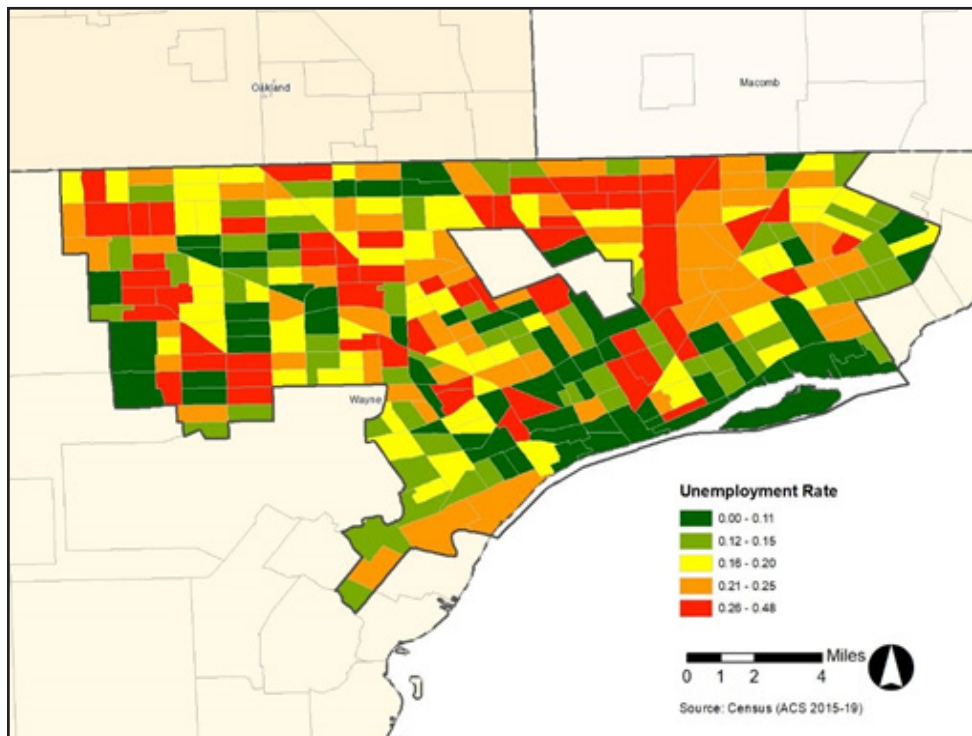 Oakland
Macomb
Wayne
Unemployment Rate
0.00 - 0.11
0.12 - 0.15
0.16 - 0.20
0.21 - 0.25
0.26 - 0.48
Miles
0 1 2 4
Source: Census (ACS 2015-19)